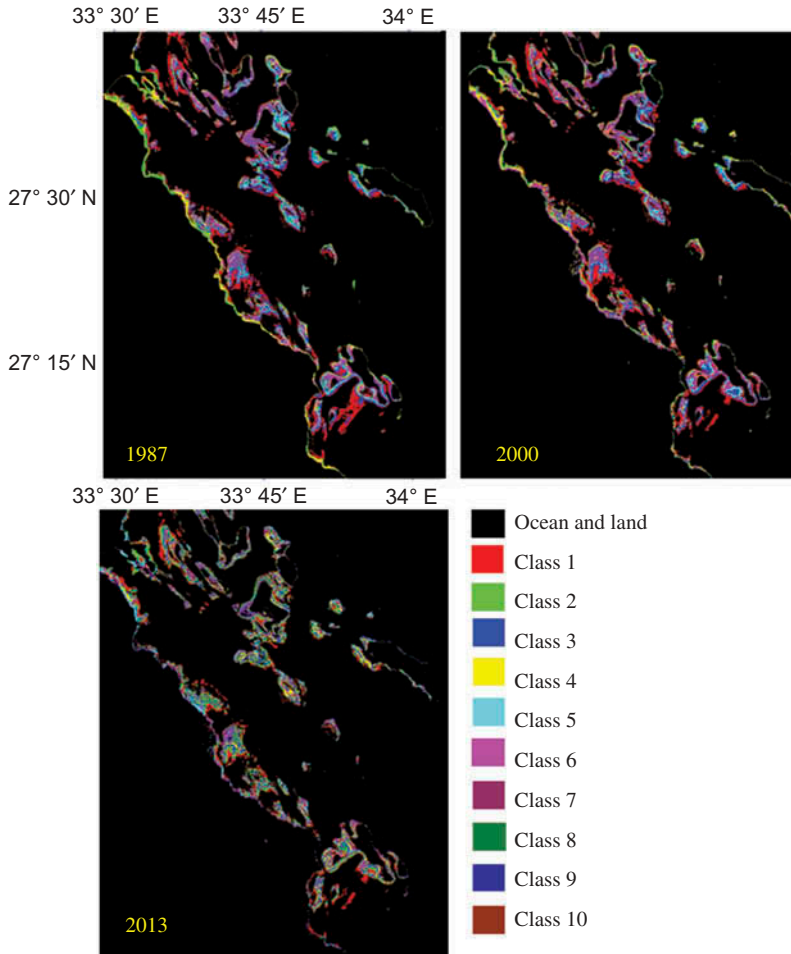 33° 30′ E 33° 45′ E 34° E
27° 30′ N
27° 15′ N
1987
2000
33° 30′ E 33° 45′ E 34° E
2013
Ocean and land
Class 1
Class 2
Class 3
Class 4
Class 5
Class 6
Class 7
Class 8
Class 9
Class 10